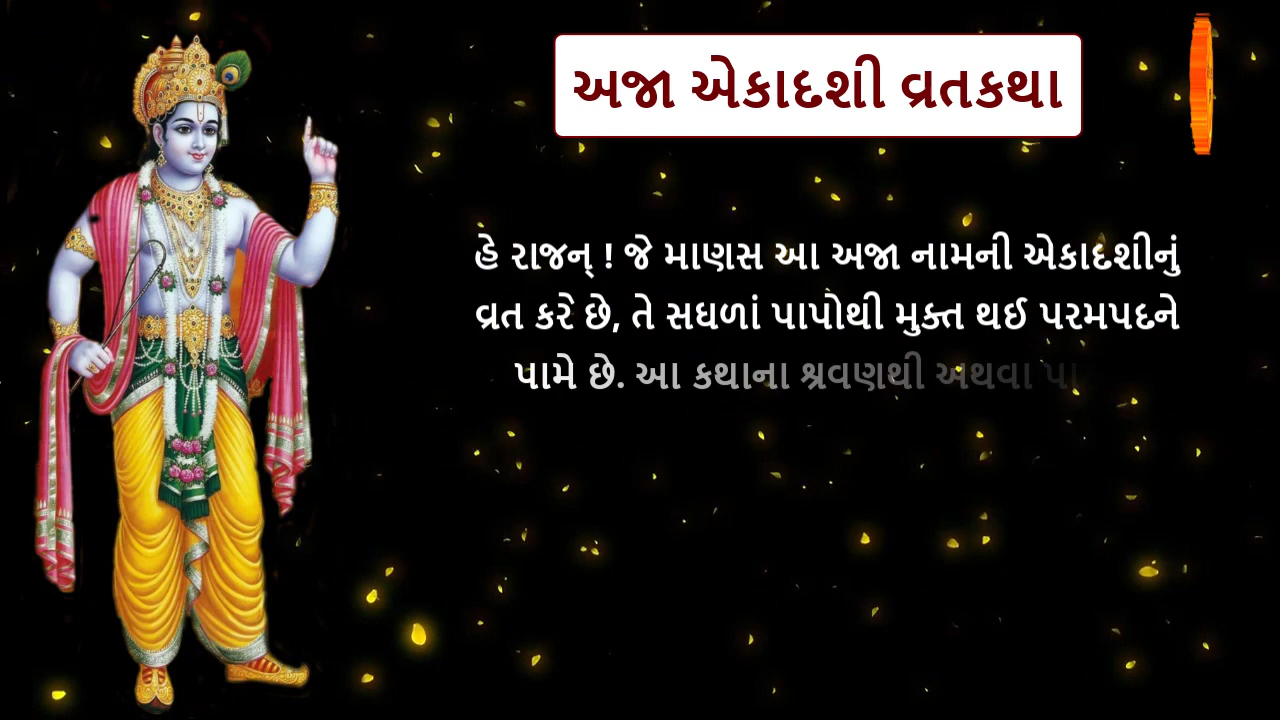 અજા એકાદશી વ્રતકથા
હે રાજન્ ! જે માણસ આ અજા નામની એકાદશીનું
વ્રત કરે છે, તે સઘળાં પાપોથી મુક્ત થઈ પરમપદને
પામે છે. આ કથાના શ્રવણથી અથવા